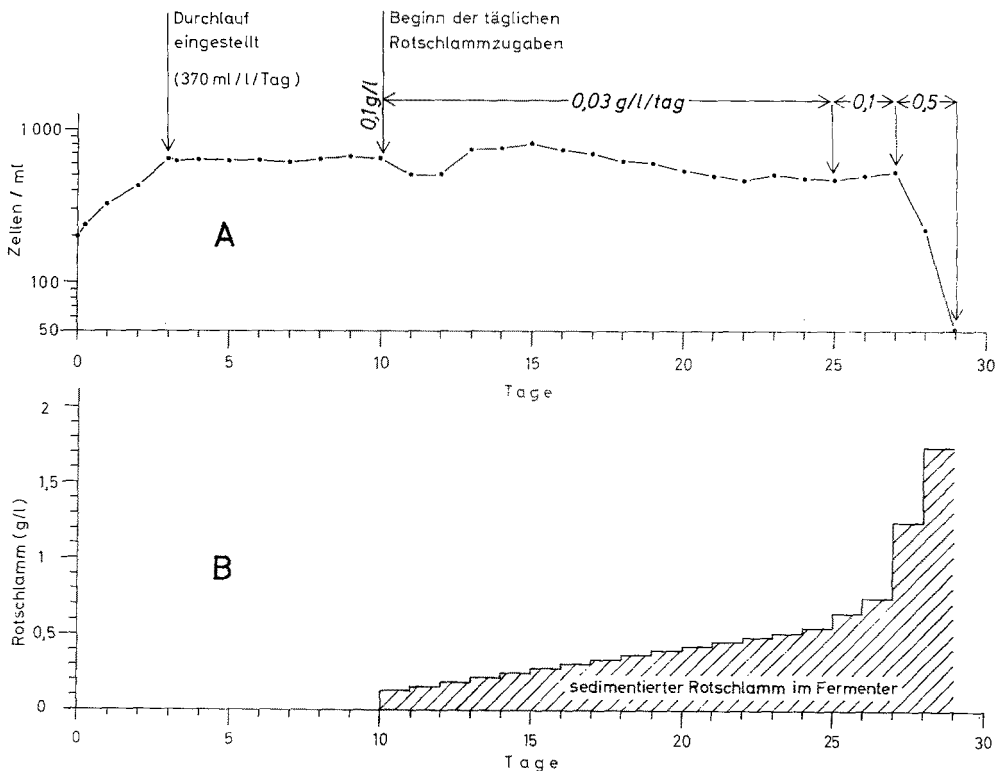 Durchlauf
eingestellt
(370 ml/l/Tag)
Beginn der täglichen
Rotschlammzugaben
0,1g/l
0,03 g/l/tag
0,1
0,5
1 000
100
50
Zellen / ml
A
0 5 10 15 20 25 30
Tage
2
1,5
1
0,5
0
Rotschlamm (g/l)
B
sedimentierter Rotschlamm im Fermenter
0 5 10 15 20 25 30
Tage